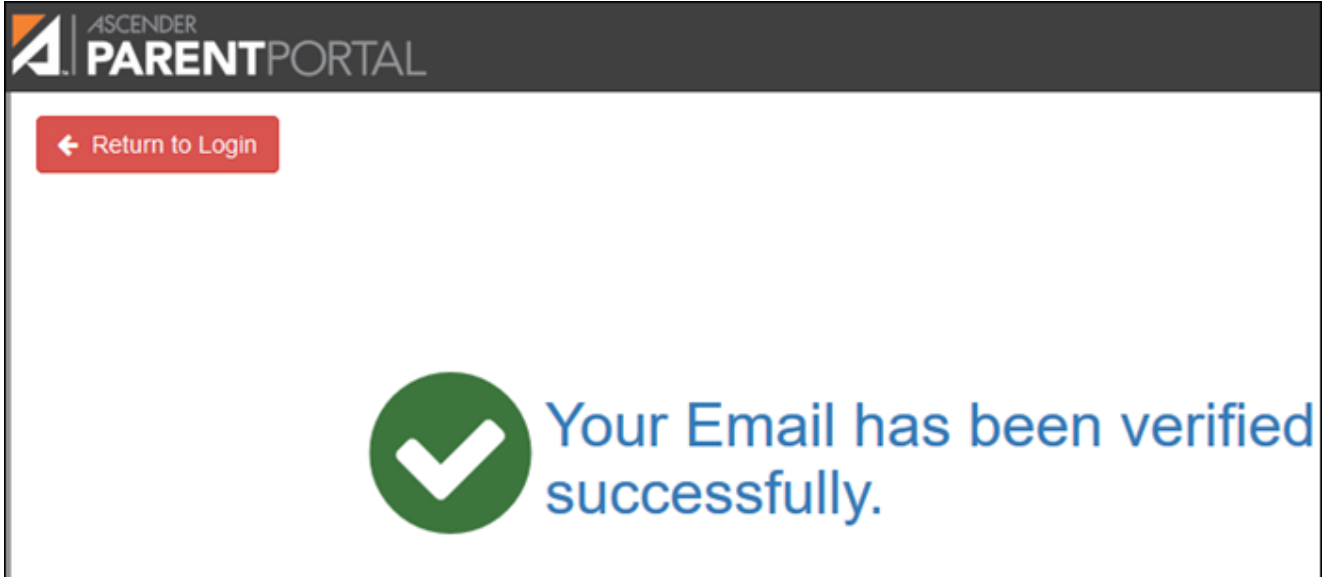 ASCENDER
PARENTPORTAL
Return to Login
Your Email has been verified
successfully.